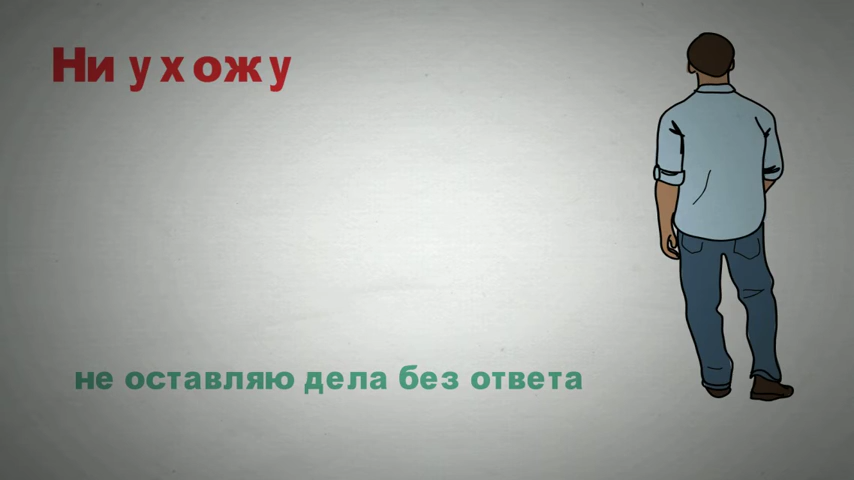 Ни ухожу
не оставляю дела без ответа